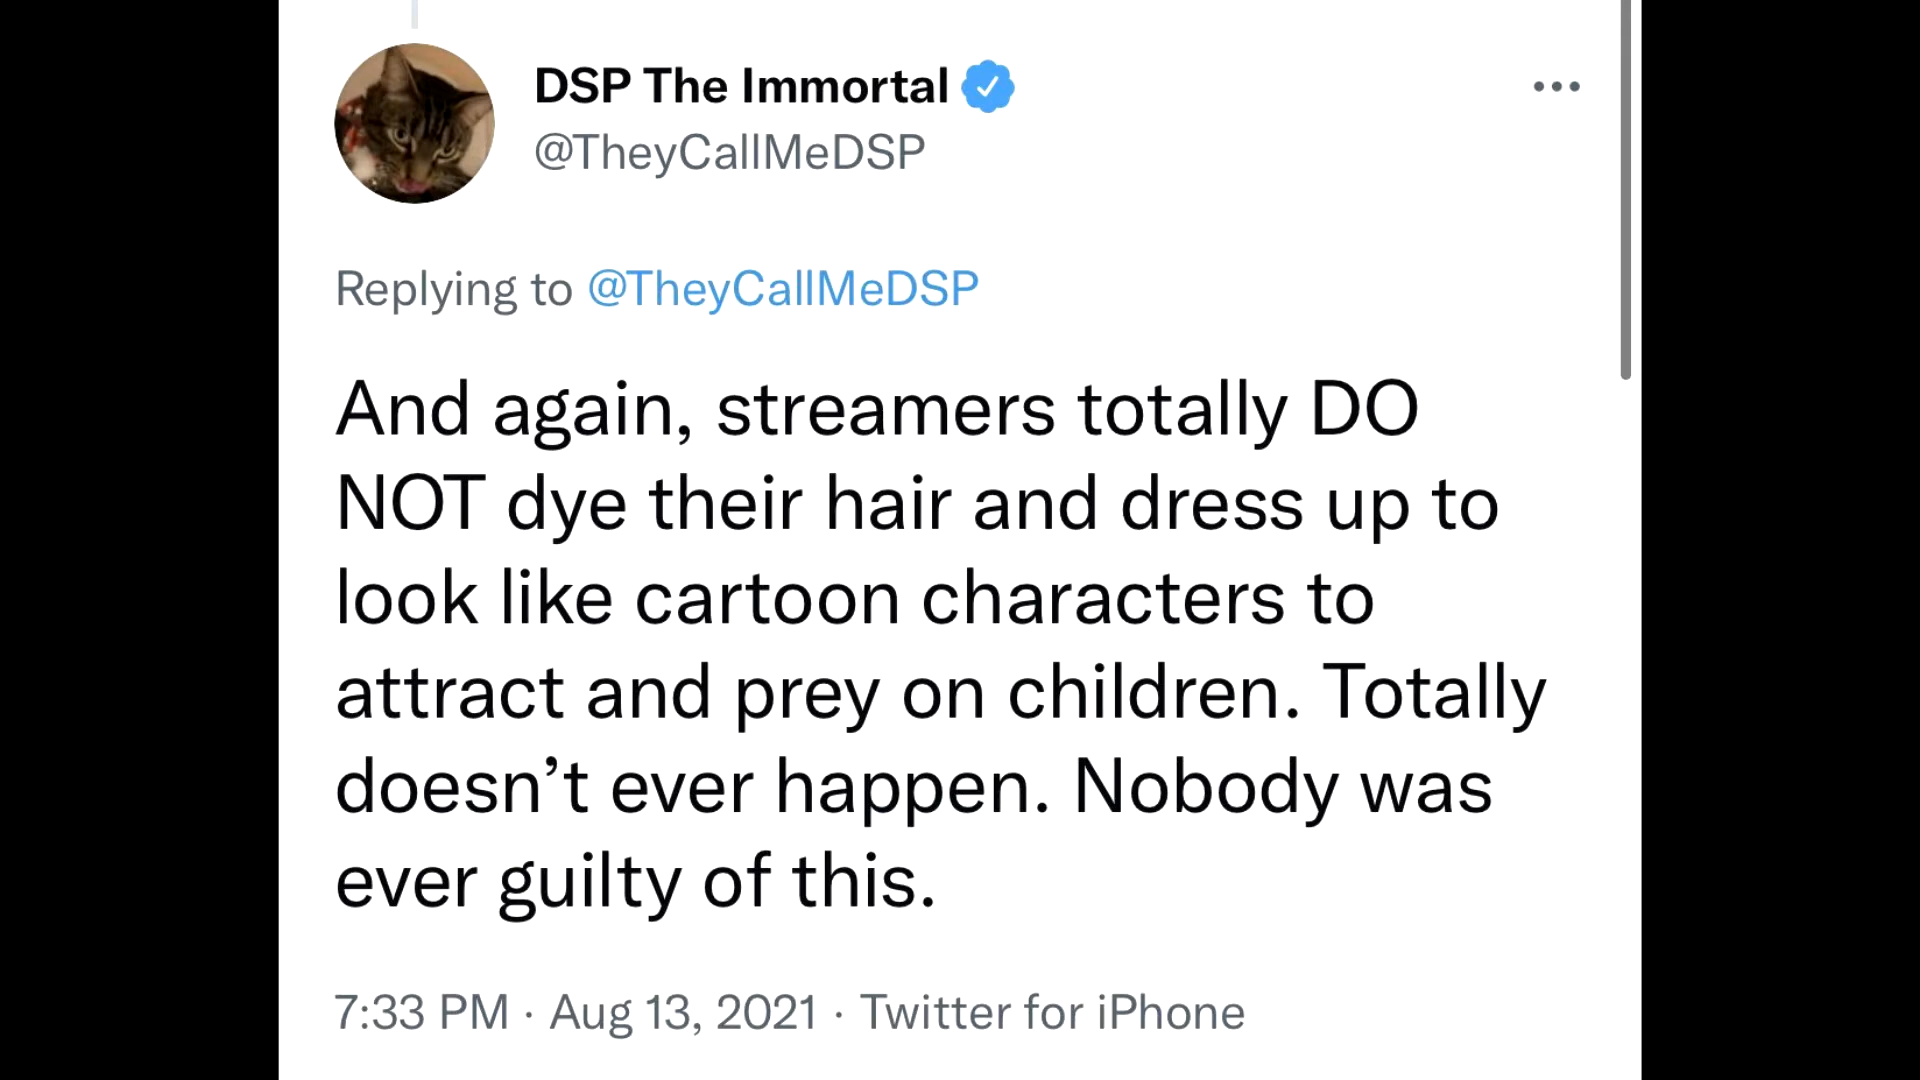 DSP The Immortal
@TheyCallMeDSP
Replying to @TheyCallMeDSP
And again, streamers totally DO
NOT dye their hair and dress up to
look like cartoon characters to
attract and prey on children. Totally
doesn’t ever happen. Nobody was
ever guilty of this.
7:33 PM · Aug 13, 2021 · Twitter for iPhone